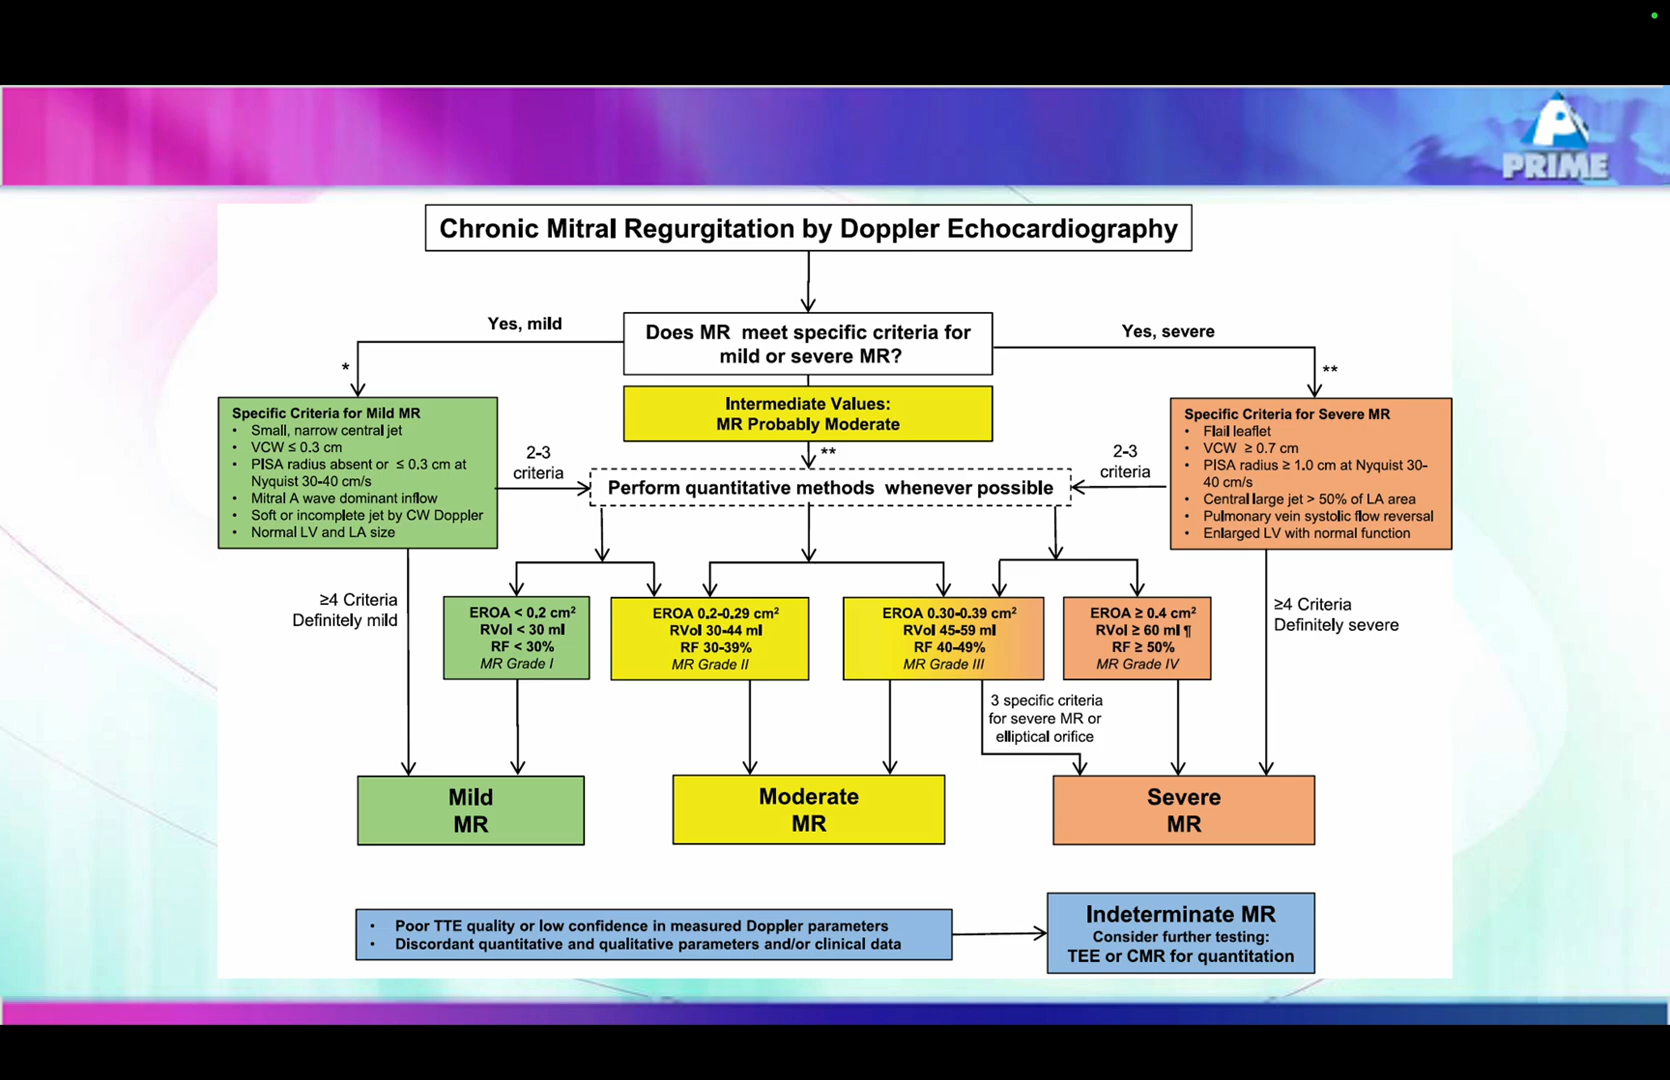 PRIME
Chronic Mitral Regurgitation by Doppler Echocardiography
Yes, mild
Does MR meet specific criteria for
mild or severe MR?
Yes, severe
*
**
Intermediate Values:
MR Probably Moderate
**
Specific Criteria for Mild MR
• Small, narrow central jet
• VCW ≤ 0.3 cm
• PISA radius absent or ≤ 0.3 cm at
Nyquist 30-40 cm/s
• Mitral A wave dominant inflow
• Soft or incomplete jet by CW Doppler
• Normal LV and LA size
2-3
criteria
Perform quantitative methods whenever possible
2-3
criteria
Specific Criteria for Severe MR
• Flail leaflet
• VCW ≥ 0.7 cm
• PISA radius ≥ 1.0 cm at Nyquist 30-
40 cm/s
• Central large jet > 50% of LA area
• Pulmonary vein systolic flow reversal
• Enlarged LV with normal function
≥4 Criteria
Definitely mild
EROA < 0.2 cm²
RVol < 30 ml
RF < 30%
MR Grade I
EROA 0.2-0.29 cm²
RVol 30-44 ml
RF 30-39%
MR Grade II
EROA 0.30-0.39 cm²
RVol 45-59 ml
RF 40-49%
MR Grade III
EROA ≥ 0.4 cm²
RVol ≥ 60 ml ¶
RF ≥ 50%
MR Grade IV
≥4 Criteria
Definitely severe
3 specific criteria
for severe MR or
elliptical orifice
Mild
MR
Moderate
MR
Severe
MR
• Poor TTE quality or low confidence in measured Doppler parameters
• Discordant quantitative and qualitative parameters and/or clinical data
Indeterminate MR
Consider further testing:
TEE or CMR for quantitation